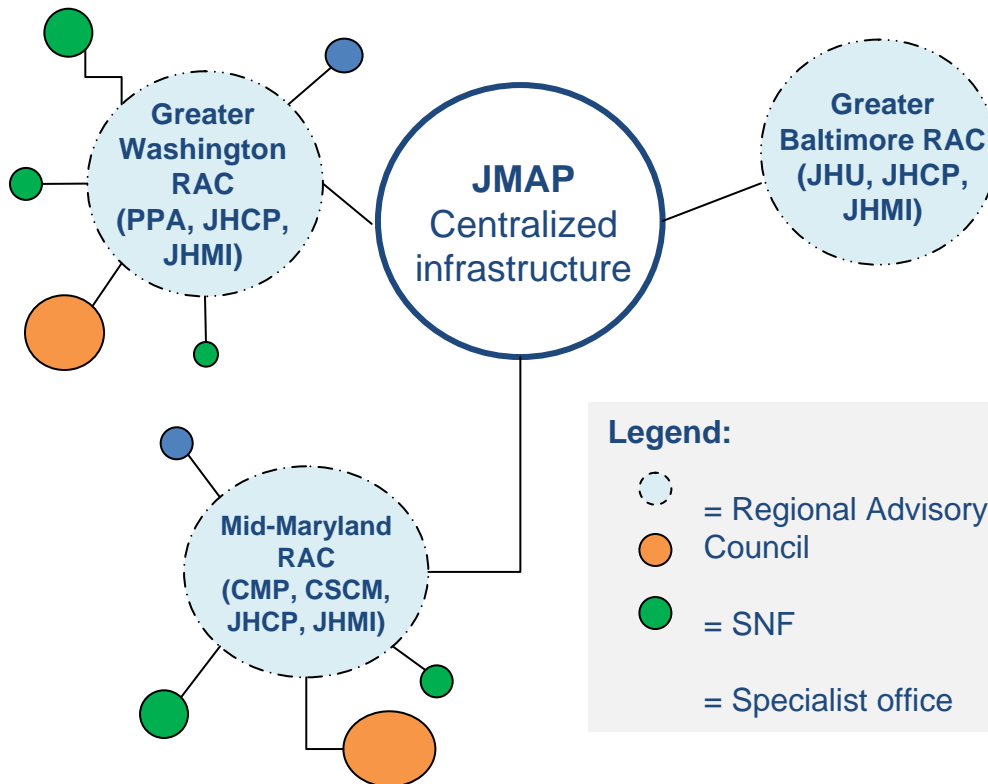 Greater
Washington
RAC
(PPA, JHCP,
JHMI)
JMAP
Centralized
infrastructure
Greater
Baltimore RAC
(JHU, JHCP,
JHMI)
Mid-Maryland
RAC
(CMP, CSCM,
JHCP, JHMI)
Legend:
= Regional Advisory
Council
= SNF
= Specialist office